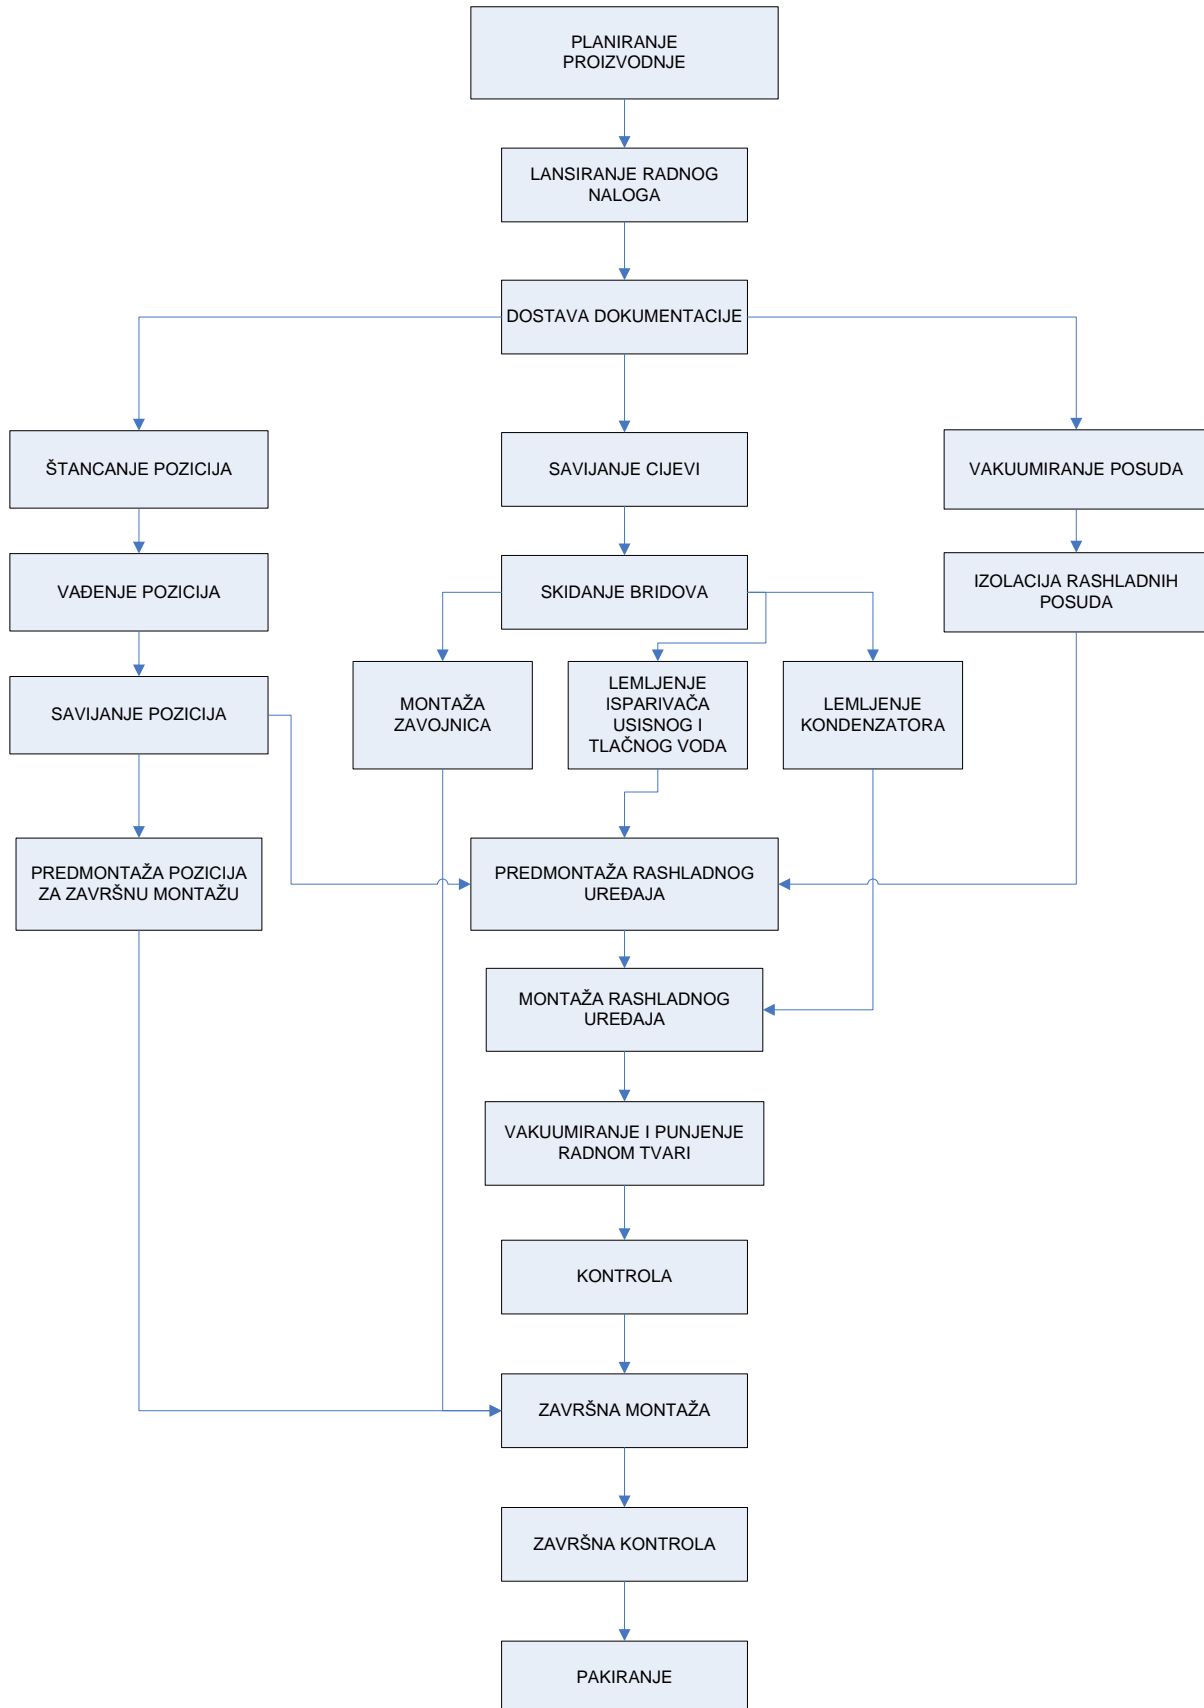 PLANIRANJE
PROIZVODNJE
LANSIRANJE RADNOG
NALOGA
DOSTAVA DOKUMENTACIJE
ŠTANCANJE POZICIJA
SAVIJANJE CIJEVI
VAKUUMIRANJE POSUDA
VAĐENJE POZICIJA
SKIDANJE BRIDOVA
IZOLACIJA RASHLADNIH
POSUDA
SAVIJANJE POZICIJA
MONTAŽA
ZAVOJNICA
LEMLJENJE
ISPARIVAČA
USISNOG I
TLAČNOG VODA
LEMLJENJE
KONDENZATORA
PREDMONTAŽA POZICIJA
ZA ZAVRŠNU MONTAŽU
PREDMONTAŽA RASHLADNOG
UREĐAJA
MONTAŽA RASHLADNOG
UREĐAJA
VAKUUMIRANJE I PUNJENJE
RADNOM TVARI
KONTROLA
ZAVRŠNA MONTAŽA
ZAVRŠNA KONTROLA
PAKIRANJE